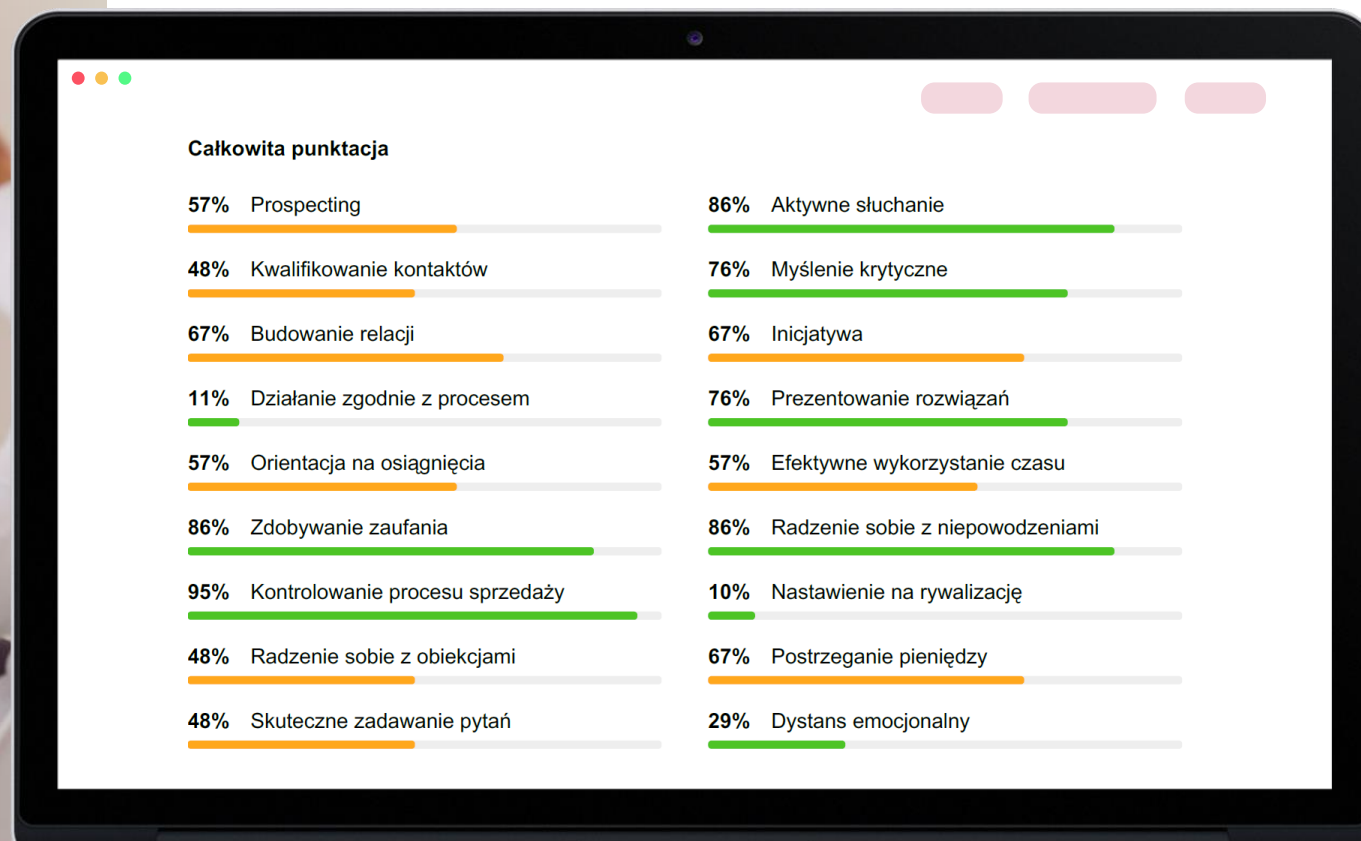 Całkowita punktacja
57% Prospecting
48% Kwalifikowanie kontaktów
67% Budowanie relacji
11% Działanie zgodnie z procesem
57% Orientacja na osiągnięcia
86% Zdobywanie zaufania
95% Kontrolowanie procesu sprzedaży
48% Radzenie sobie z obiekcjami
48% Skuteczne zadawanie pytań
86% Aktywne słuchanie
76% Myślenie krytyczne
67% Inicjatywa
76% Prezentowanie rozwiązań
57% Efektywne wykorzystanie czasu
86% Radzenie sobie z niepowodzeniami
10% Nastawienie na rywalizację
67% Postrzeganie pieniędzy
29% Dystans emocjonalny